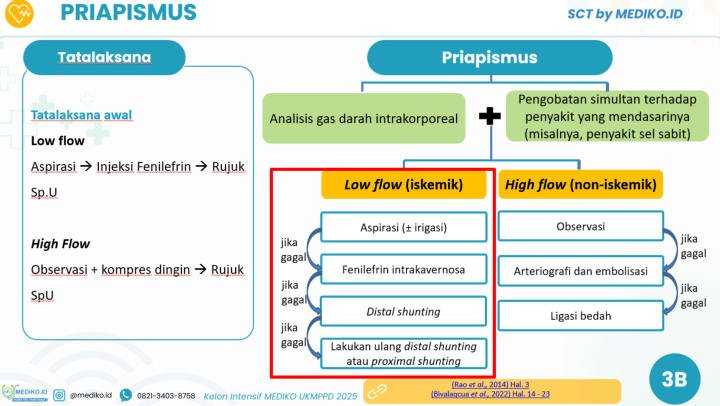 PRIAPISMUS
SCT by MEDIKO.ID
Tatalaksana
Tatalaksana awal
Low flow
Aspirasi → Injeksi Fenilefrin → Rujuk
Sp.U
High Flow
Observasi + kompres dingin → Rujuk
SpU
Priapismus
Analisis gas darah intrakorporeal
+
Pengobatan simultan terhadap
penyakit yang mendasarinya
(misalnya, penyakit sel sabit)
Low flow (iskemik)
Aspirasi (± irigasi)
jika
gagal
Fenilefrin intrakavernosa
jika
gagal
Distal shunting
jika
gagal
Lakukan ulang distal shunting
atau proximal shunting
High flow (non-iskemik)
Observasi
jika
gagal
Arteriografi dan embolisasi
jika
gagal
Ligasi bedah
3B
MEDIKO.ID
@mediko.id
0821-3403-8758
Kelon Intensif MEDIKO UKMPPD 2025
(Rao et al., 2014) Hal. 3
(Bivalaqcua et al., 2022) Hal. 14 - 23